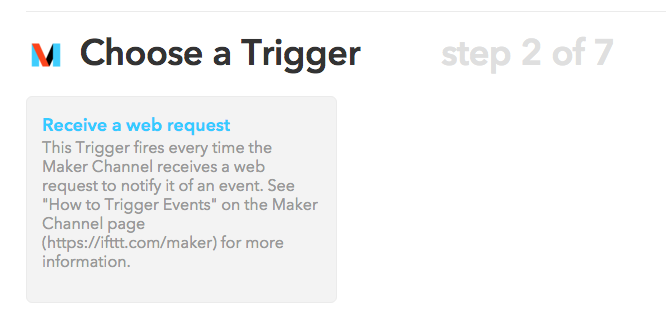 Choose a Trigger step 2 of 7
Receive a web request
This Trigger fires every time the
Maker Channel receives a web
request to notify it of an event. See
"How to Trigger Events" on the Maker
Channel page
(https://ifttt.com/maker) for more
information.